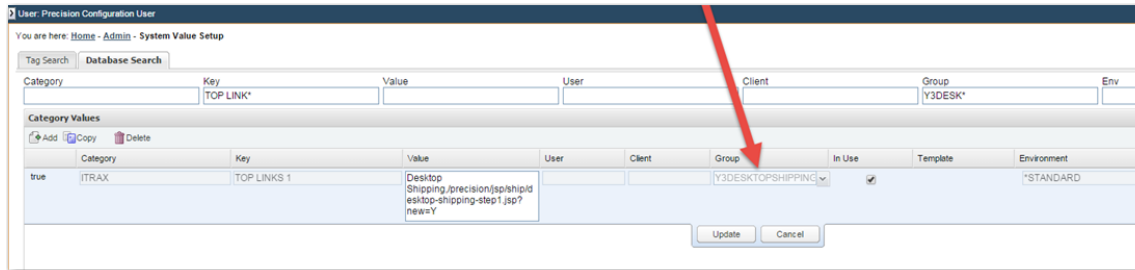 User: Precision Configuration User
You are here: Home - Admin - System Value Setup
Tag Search Database Search
Category Key Value User Client Group Env
TOP LINK* Y3DESK*
Category Values
Add Copy Delete
Category Key Value User Client Group In Use Template Environment
true ITRAX TOP LINKS 1 Desktop Y3DESKTOPSHIPPING *STANDARD
Shipping,/precision/jsp/ship/d
esktop-shipping-step1.jsp?
new=Y
Update Cancel